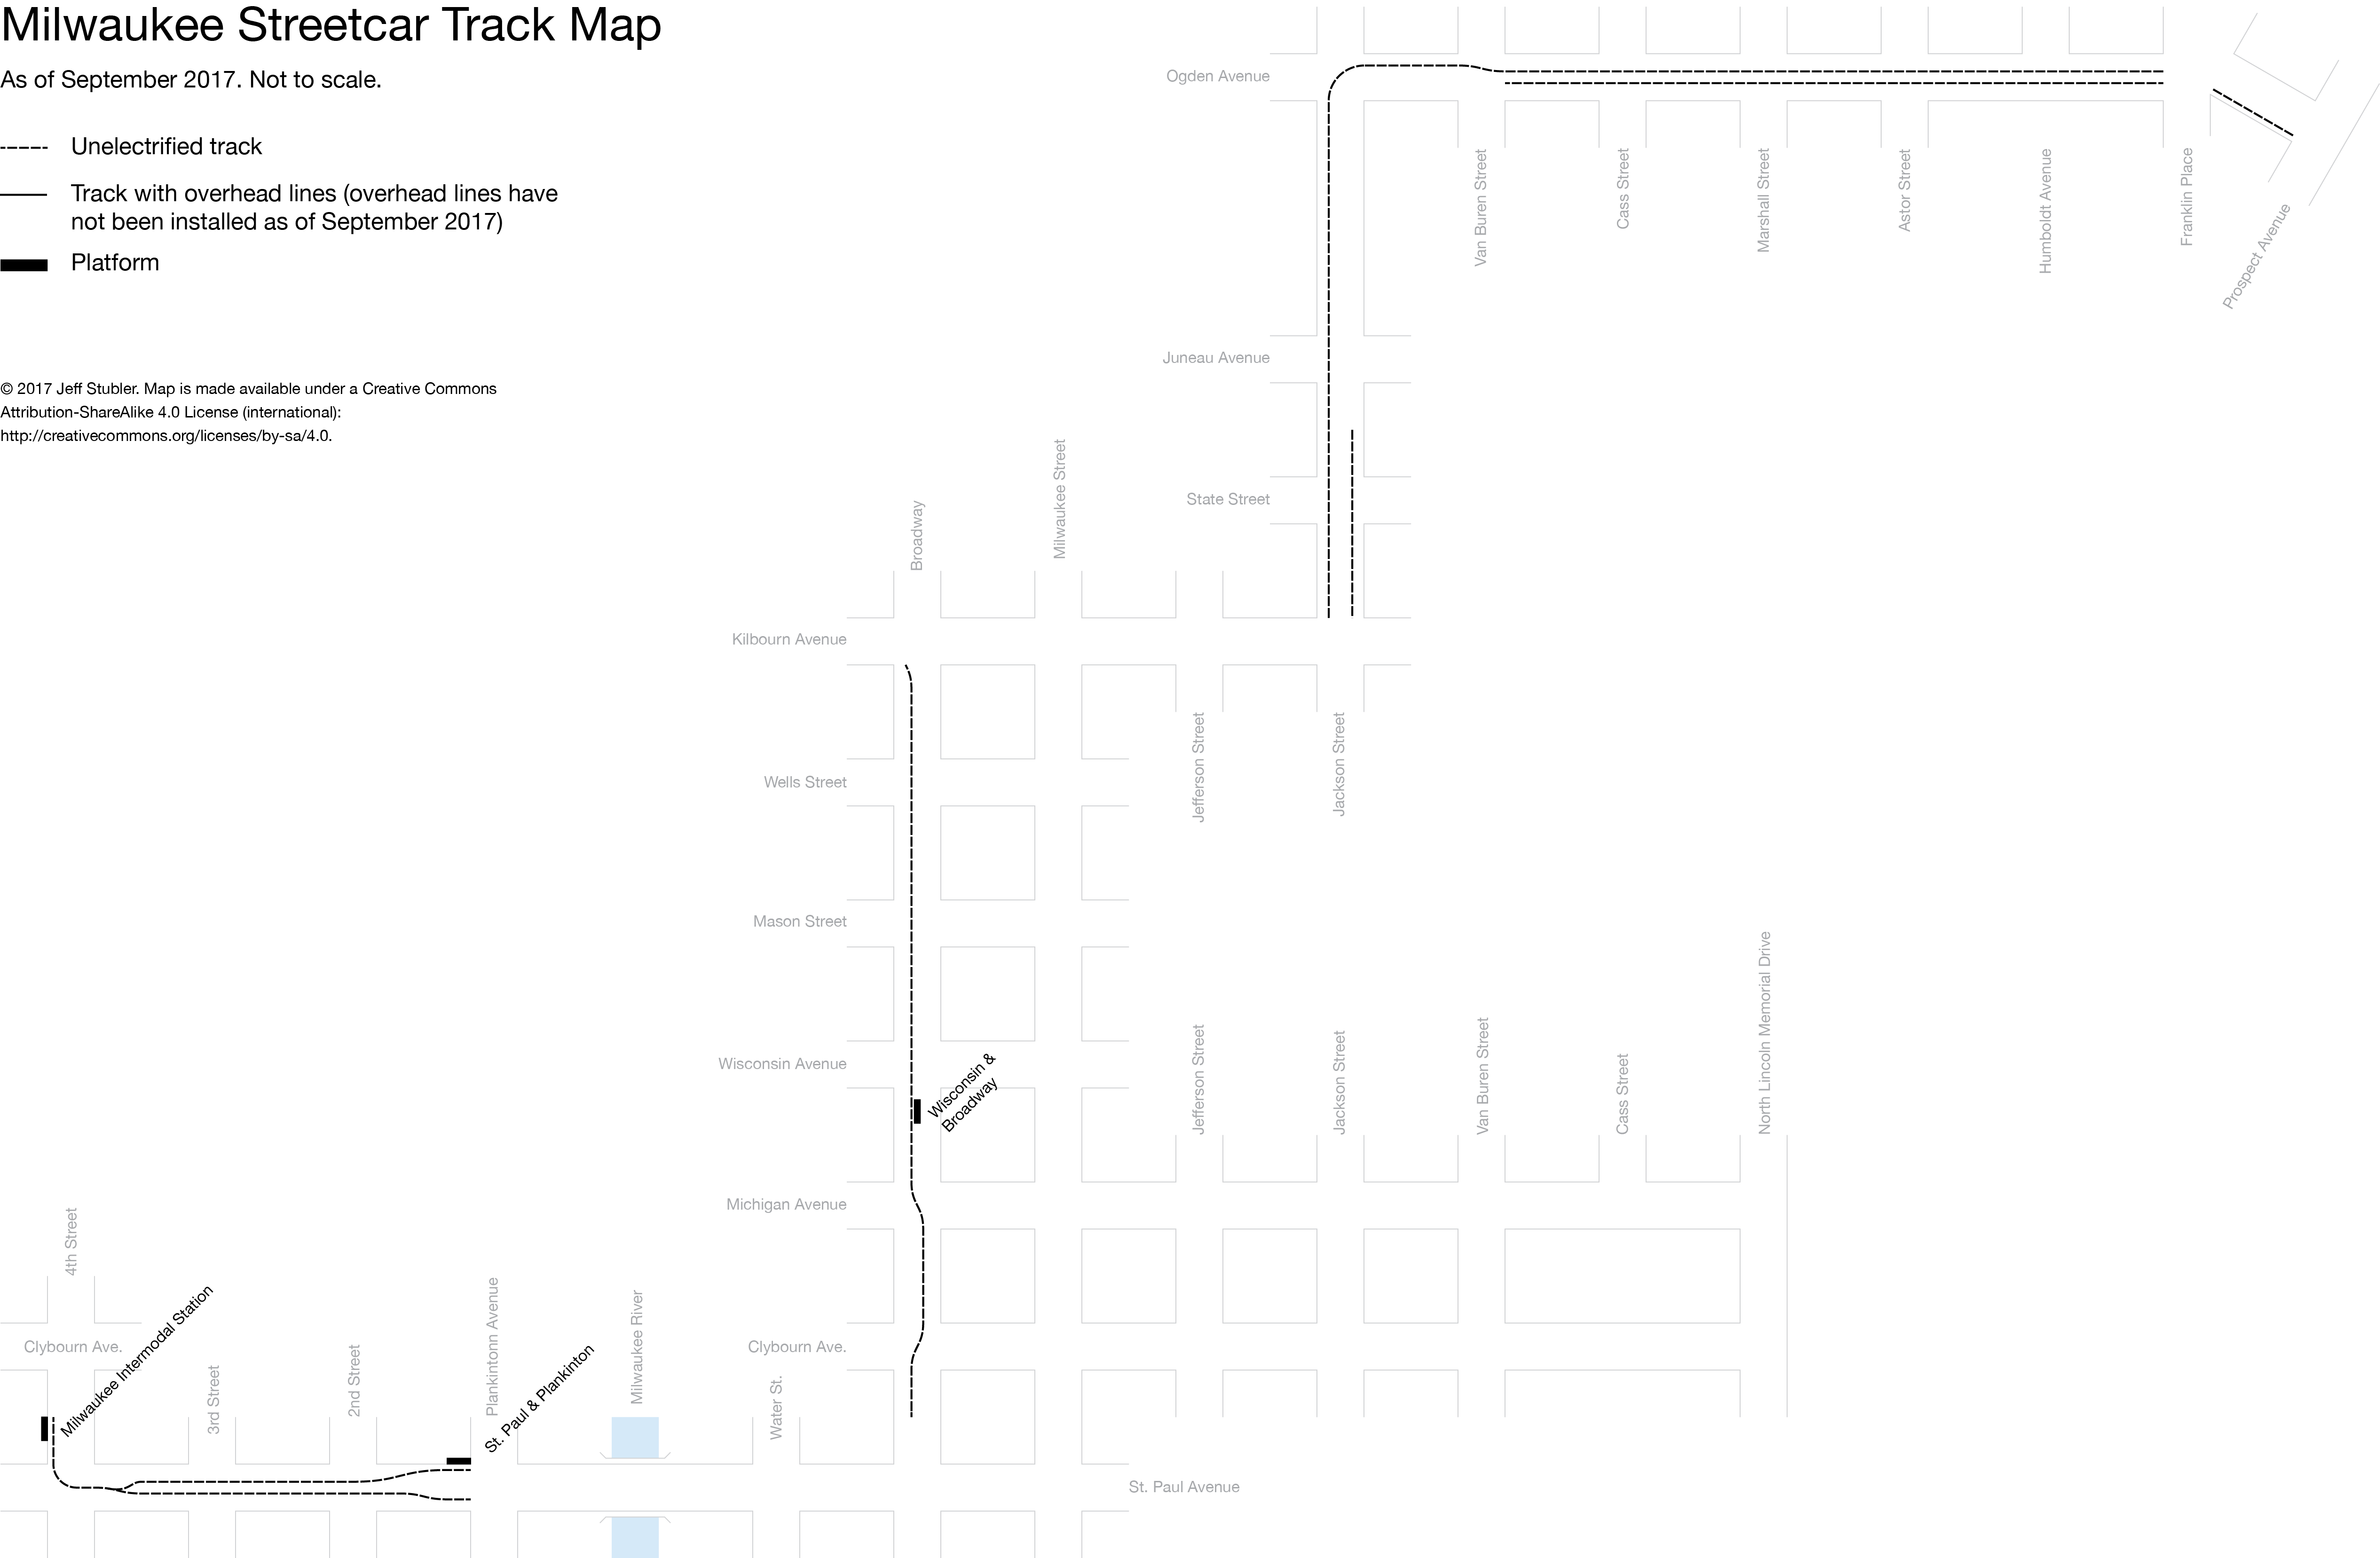 Milwaukee Streetcar Track Map
As of September 2017. Not to scale.
Unelectrified track
Track with overhead lines (overhead lines have
not been installed as of September 2017)
Platform
© 2017 Jeff Stubler. Map is made available under a Creative Commons
Attribution-ShareAlike 4.0 License (international):
http://creativecommons.org/licenses/by-sa/4.0.
Ogden Avenue
Van Buren Street
Cass Street
Marshall Street
Astor Street
Humboldt Avenue
Franklin Place
Prospect Avenue
Juneau Avenue
State Street
Broadway
Milwaukee Street
Kilbourn Avenue
Jefferson Street
Jackson Street
Wells Street
Mason Street
Wisconsin Avenue
Wisconsin &
Broadway
Jefferson Street
Jackson Street
Van Buren Street
Cass Street
North Lincoln Memorial Drive
Michigan Avenue
4th Street
Clybourn Ave.
Milwaukee Intermodal Station
3rd Street
2nd Street
Plankintonn Avenue
St. Paul & Plankinton
Milwaukee River
Clybourn Ave.
Water St.
St. Paul Avenue